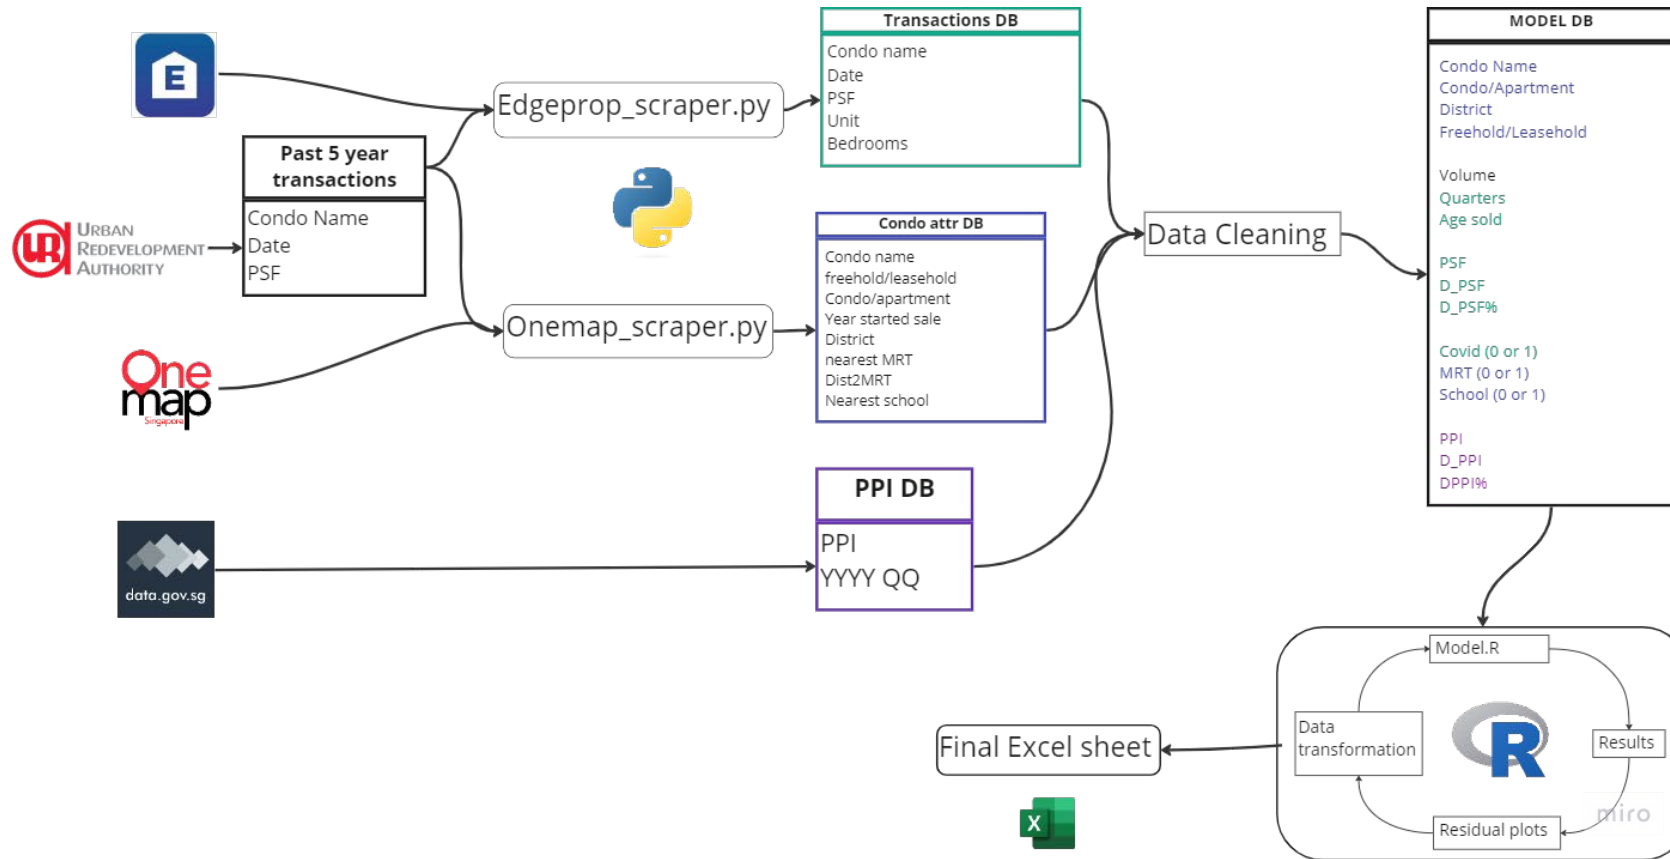 E
Edgeprop_scraper.py
Transactions DB
Condo name
Date
PSF
Unit
Bedrooms
Past 5 year
transactions
Condo Name
Date
PSF
URBAN
REDEVELOPMENT
AUTHORITY
One
map
Singapore
Onemap_scraper.py
Condo attr DB
Condo name
freehold/leasehold
Condo/apartment
Year started sale
District
nearest MRT
Dist2MRT
Nearest school
data.gov.sg
PPI DB
PPI
YYYY QQ
Data Cleaning
MODEL DB
Condo Name
Condo/Apartment
District
Freehold/Leasehold
Volume
Quarters
Age sold
PSF
D_PSF
D_PSF%
Covid (0 or 1)
MRT (0 or 1)
School (0 or 1)
PPI
D_PPI
DPPI%
Model.R
Results
Residual plots
Data
transformation
R
miro
Final Excel sheet
X